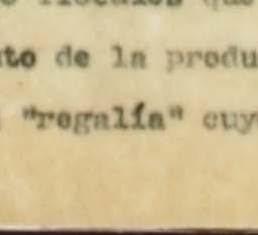 to de la produ
"regalía" cuy